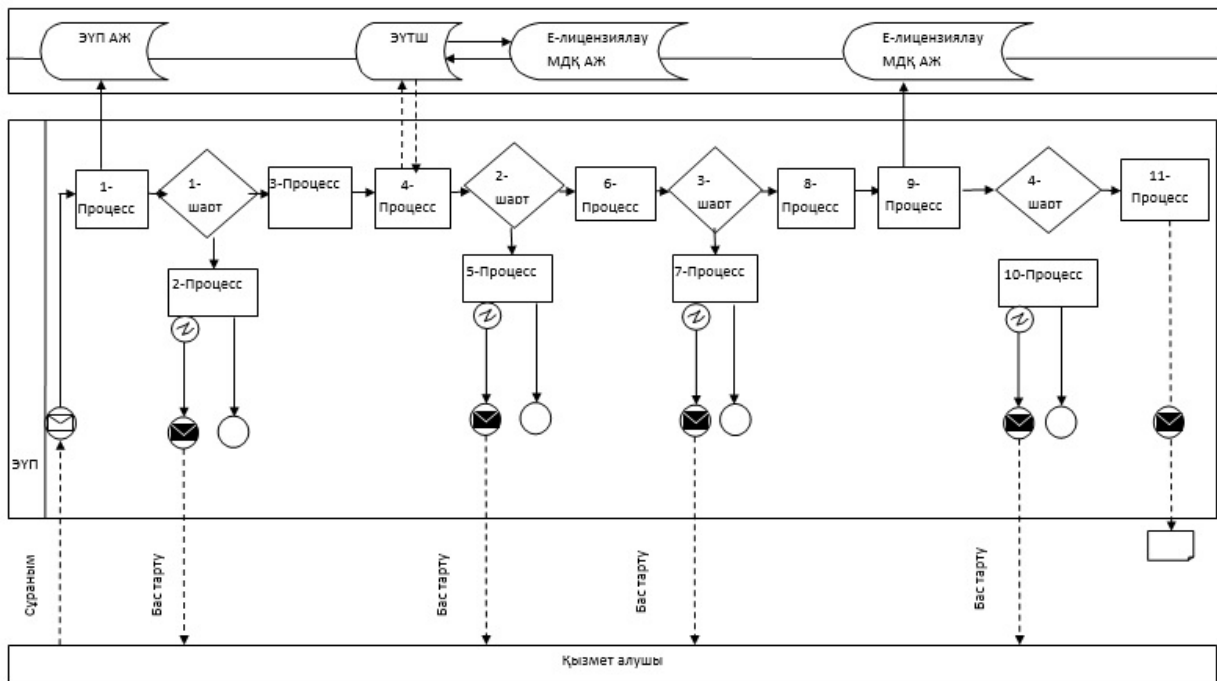 ЭҮП АЖ
ЭҮТШ
Е-лицензиялау
МДҚ АЖ
Е-лицензиялау
МДҚ АЖ
1-
Процесс
1-
шарт
3-Процесс
4-
Процесс
2-
шарт
6-
Процесс
3-
шарт
8-
Процесс
9-
Процесс
4-
шарт
11-
Процесс
2-Процесс
5-Процесс
7-Процесс
10-Процесс
ЭҮП
Сұраным
Бас тарту
Бас тарту
Бас тарту
Бас тарту
Қызмет алушы